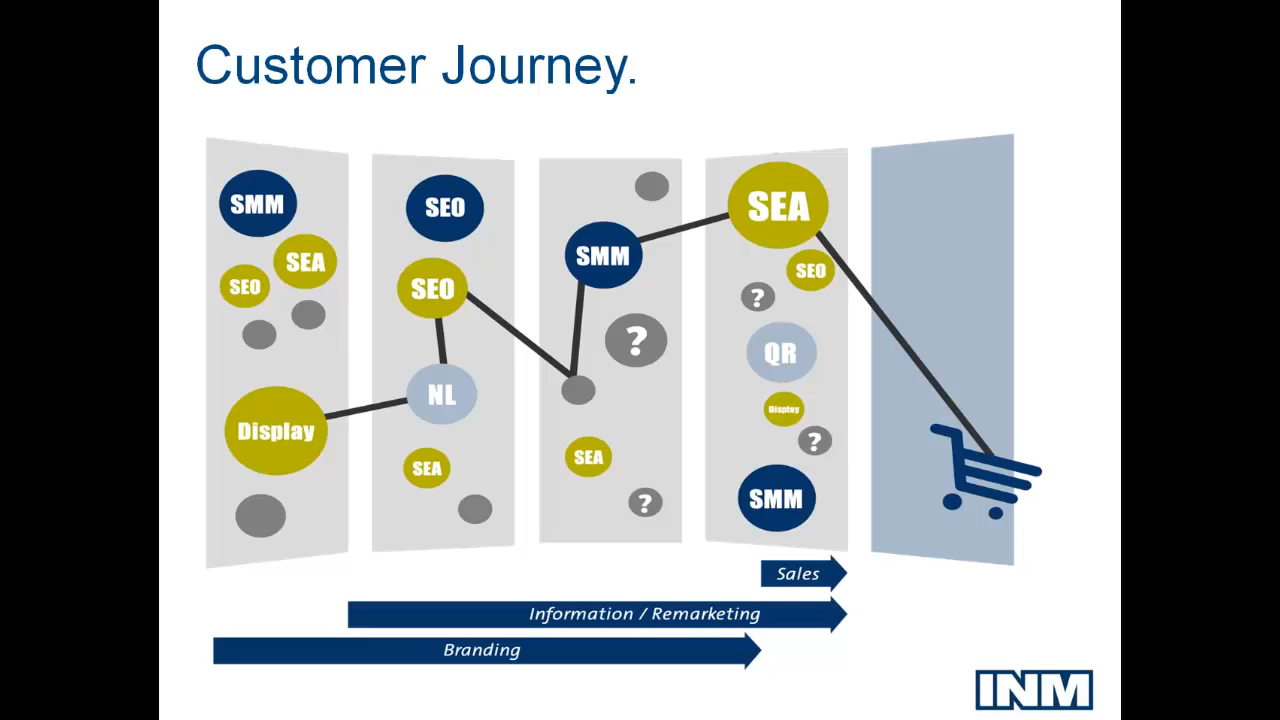 Customer Journey.
SMM
SEA
SEO
Display
SEO
SEO
NL
SEA
SMM
?
SEA
?
SEA
SEO
?
QR
Display
?
SMM
Sales
Information / Remarketing
Branding
INM